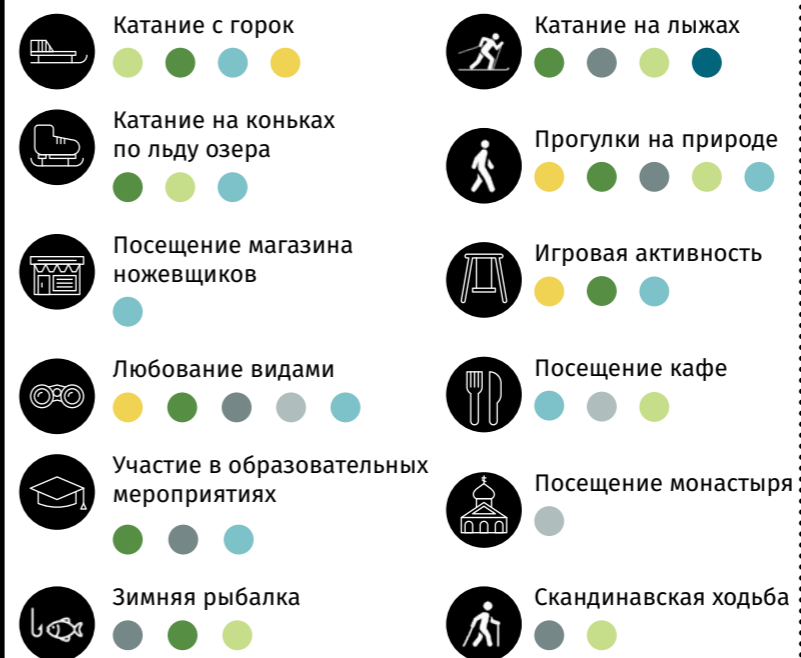 Катание с горок
Катание на коньках
по льду озера
Посещение магазина
ножевщиков
Любование видами
Участие в образовательных
мероприятиях
Зимняя рыбалка
Катание на лыжах
Прогулки на природе
Игровая активность
Посещение кафе
Посещение монастыря
Скандинавская ходьба